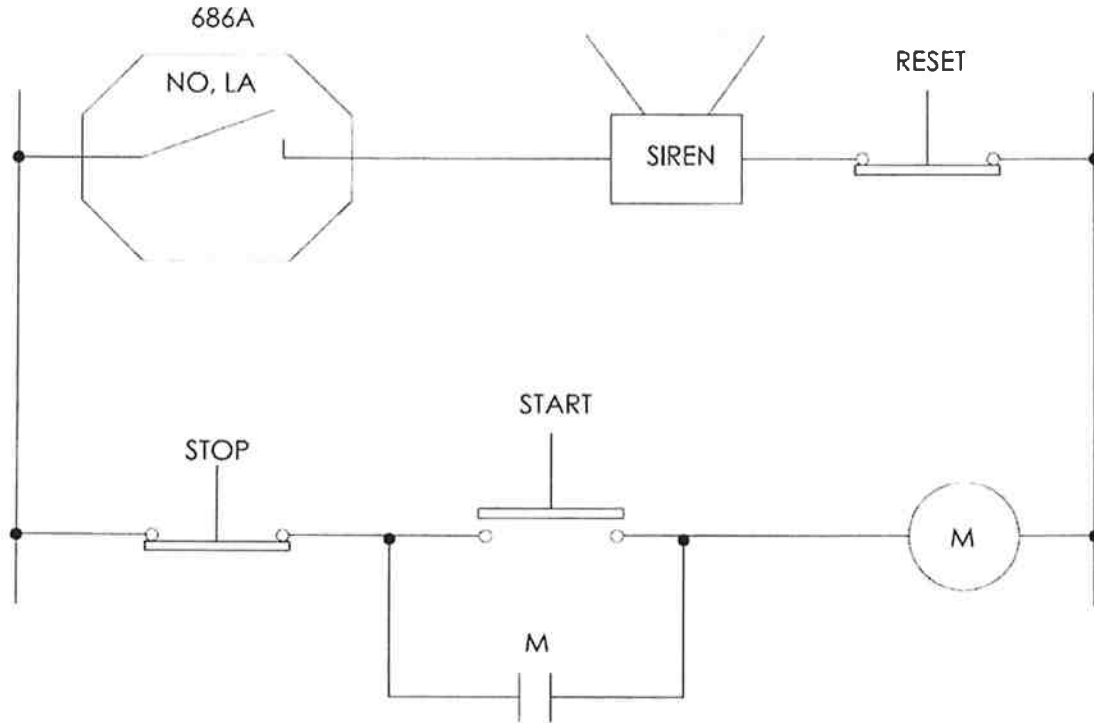 686A
NO, LA
RESET
SIREN
START
STOP
M
M